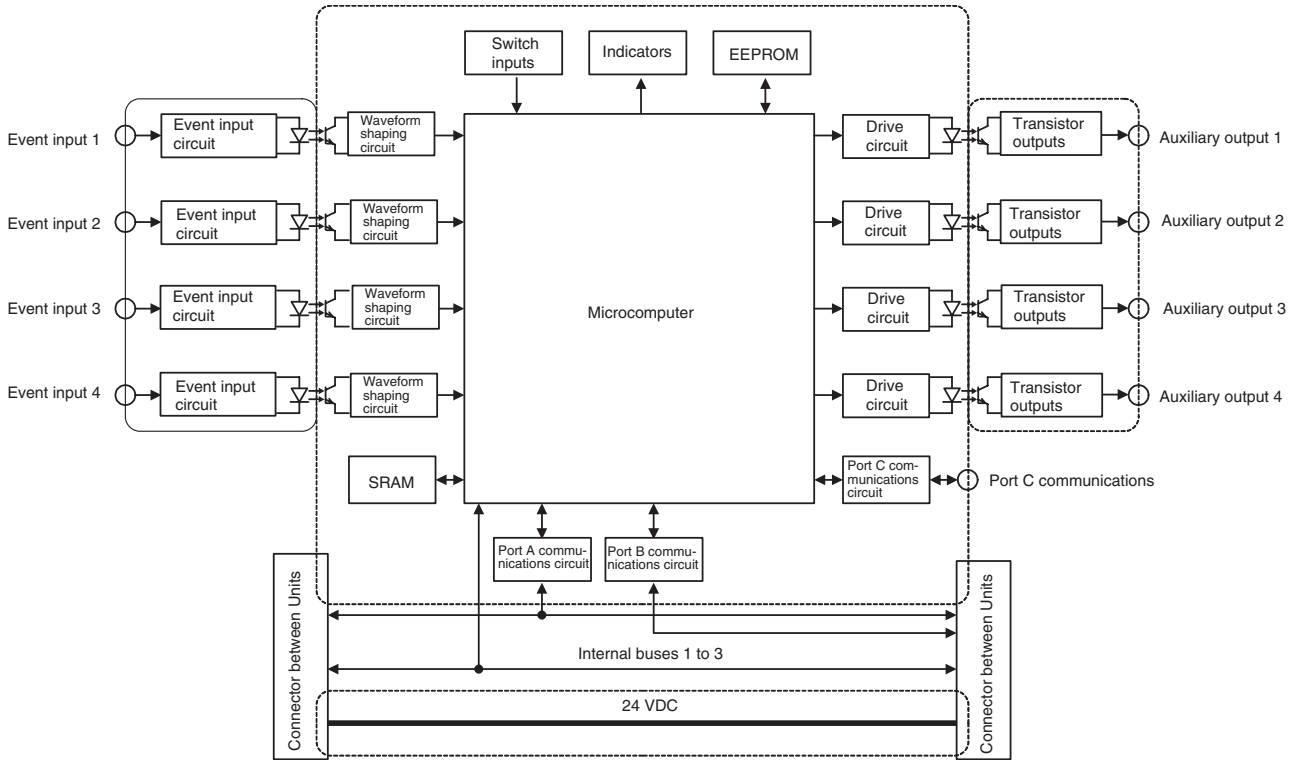 Switch
inputs
Indicators
EEPROM
Event input 1
Event input circuit
Waveform
shaping
circuit
Drive
circuit
Transistor
outputs
Auxiliary output 1
Event input 2
Event input
circuit
Waveform
shaping
circuit
Drive
circuit
Transistor
outputs
Auxiliary output 2
Event input 3
Event input
circuit
Waveform
shaping
circuit
Microcomputer
Drive
circuit
Transistor
outputs
Auxiliary output 3
Event input 4
Event input
circuit
Waveform
shaping
circuit
Drive
circuit
Transistor
outputs
Auxiliary output 4
SRAM
Port C com-
munications
circuit
Port C communications
Port A commu-
nications circuit
Port B commu-
nications circuit
Connector between Units
Internal buses 1 to 3
24 VDC
Connector between Units